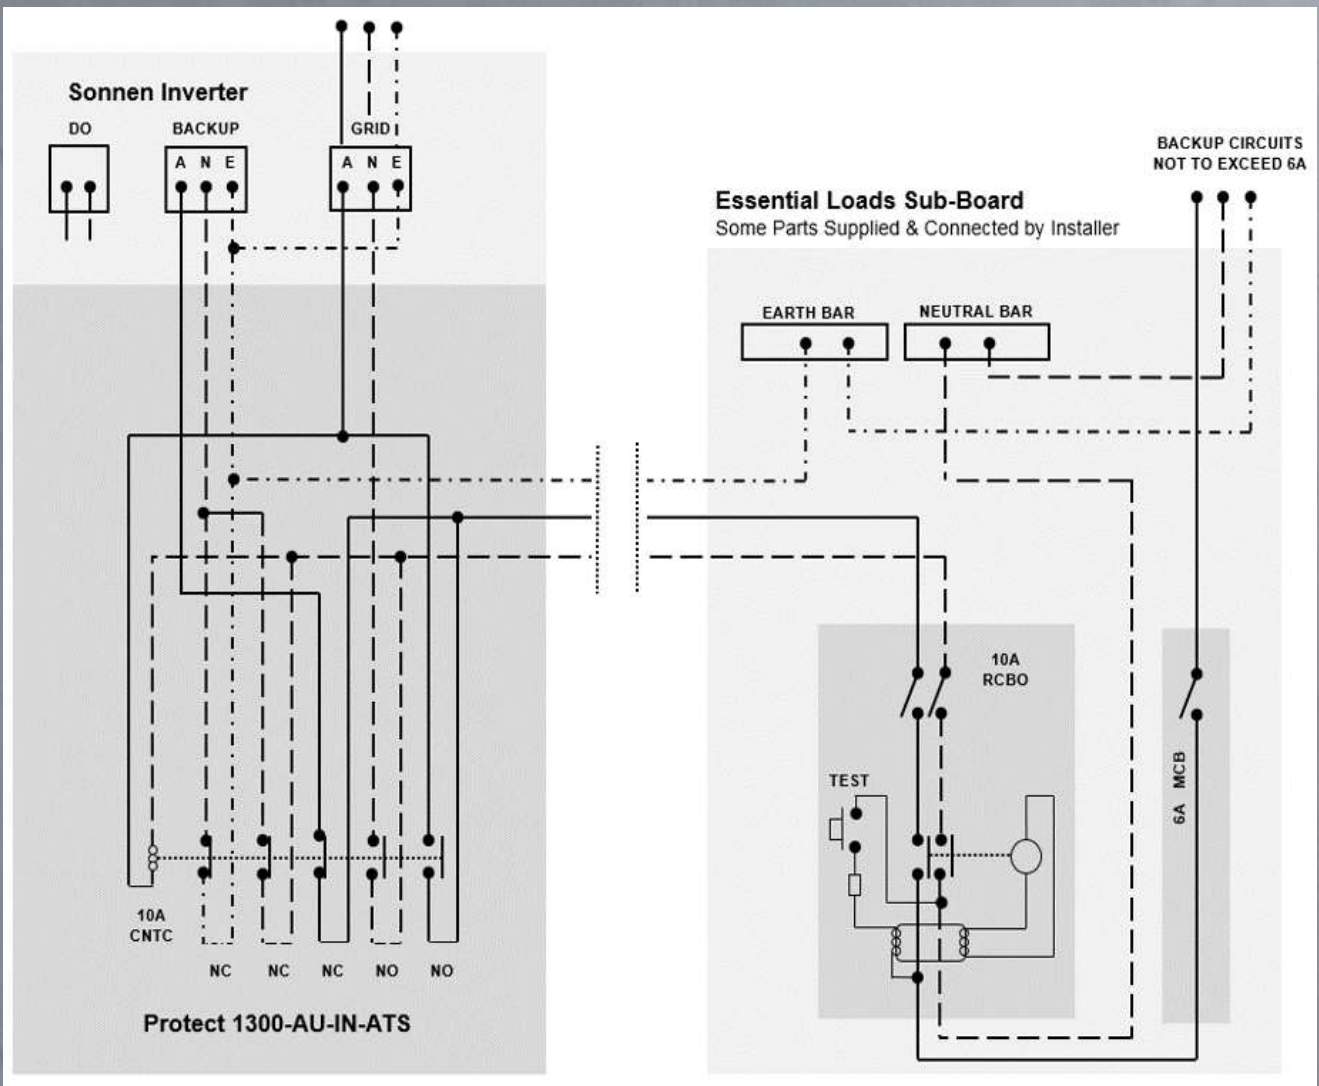 Sonnen Inverter
DO
BACKUP
GRID
A N E
A N E
BACKUP CIRCUITS
NOT TO EXCEED 6A
Essential Loads Sub-Board
Some Parts Supplied & Connected by Installer
EARTH BAR
NEUTRAL BAR
10A
RCBO
TEST
6A MCB
10A
CNTC
NC
NC
NC
NO
NO
Protect 1300-AU-IN-ATS